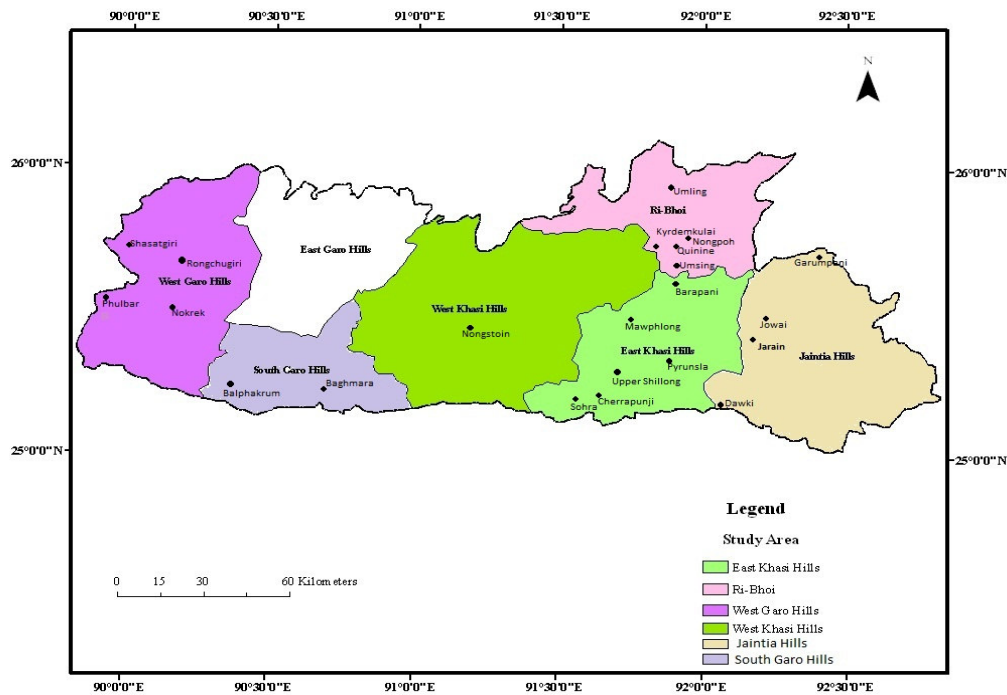 90°0'0"E 90°30'0"E 91°0'0"E 91°30'0"E 92°0'0"E 92°30'0"E
N
26°0'0"N 26°0'0"N
Umling
Ri-Bhoi
Kyrdemkulai
Nongpoh
Quinine
Umsing
Shasatgiri
East Garo Hills
Rongchugiri
West Garo Hills
Garumpani
Barapani
Phulbar
Nokrek
West Khasi Hills
Nongstoin
Mawphlong
Jowai
Jarain
East Khasi Hills
Jaintia Hills
Pyrunsla
South Garo Hills
Upper Shillong
Balphakrum
Baghmara
Cherrapunji
Sohra
Dawki
25°0'0"N 25°0'0"N
Legend
Study Area
East Khasi Hills
Ri-Bhoi
West Garo Hills
West Khasi Hills
Jaintia Hills
South Garo Hills
0 15 30 60 Kilometers
90°0'0"E 90°30'0"E 91°0'0"E 91°30'0"E 92°0'0"E 92°30'0"E